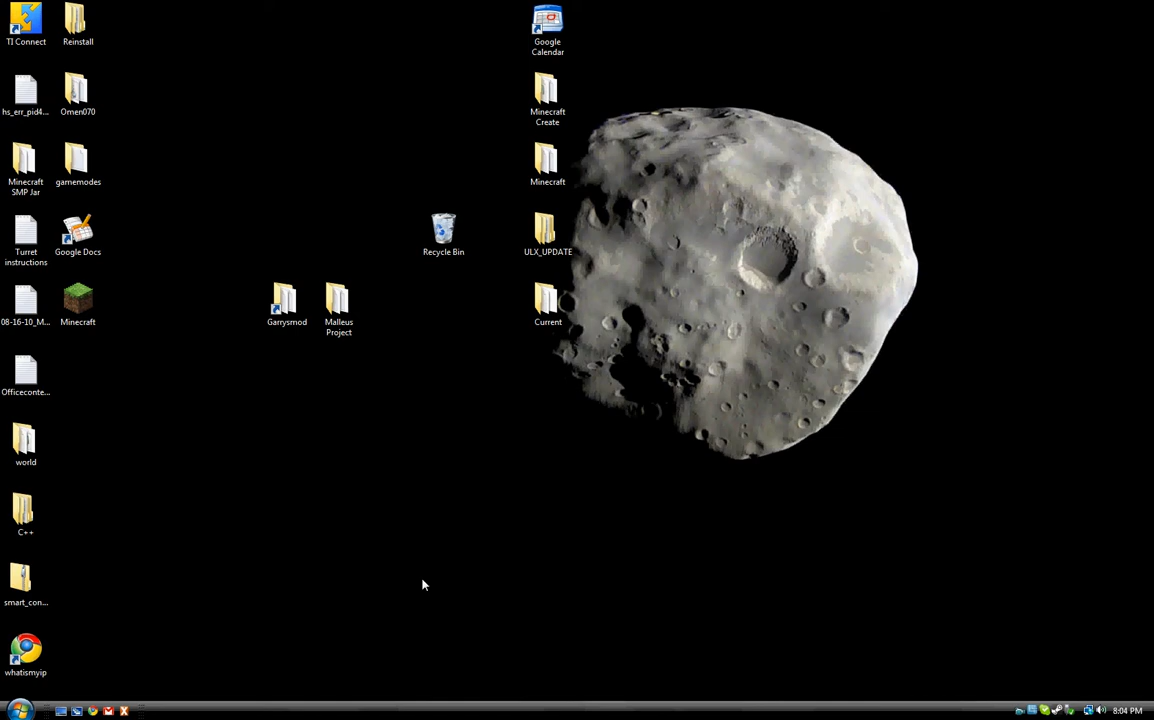 TI Connect
Reinstall
Google
Calendar
hs_err_pid4...
Omen070
Minecraft
Create
Minecraft
SMP Jar
gamemodes
Minecraft
Turret
instructions
Google Docs
Recycle Bin
ULX_UPDATE
08-16-10_M...
Minecraft
Garrysmod
Malleus
Project
Current
Officeconte...
world
C++
smart_con...
whatismyip
8:04 PM